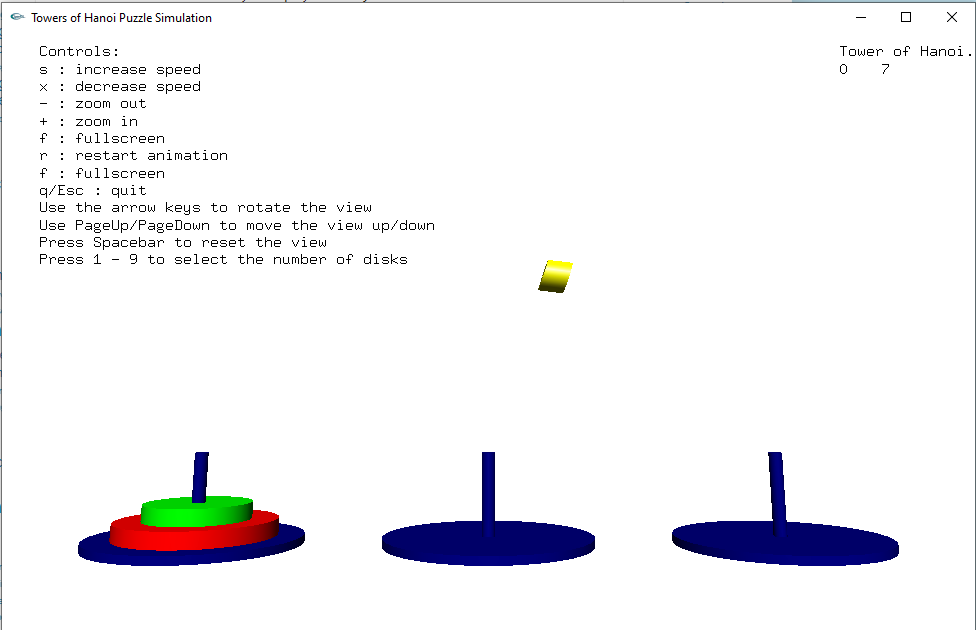 Towers of Hanoi Puzzle Simulation
Controls:
s : increase speed
x : decrease speed
- : zoom out
+ : zoom in
f : fullscreen
r : restart animation
f : fullscreen
q/Esc : quit
Use the arrow keys to rotate the view
Use PageUp/PageDown to move the view up/down
Press Spacebar to reset the view
Press 1 - 9 to select the number of disks
Tower of Hanoi.
0 7